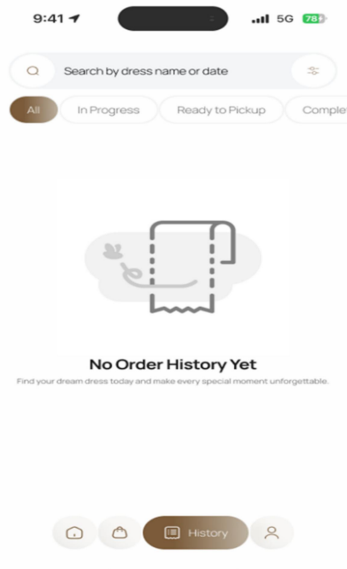 9:41 5G 78
Search by dress name or date
All In Progress Ready to Pickup Comple
No Order History Yet
Find your dream dress today and make every special moment unforgettable.
History